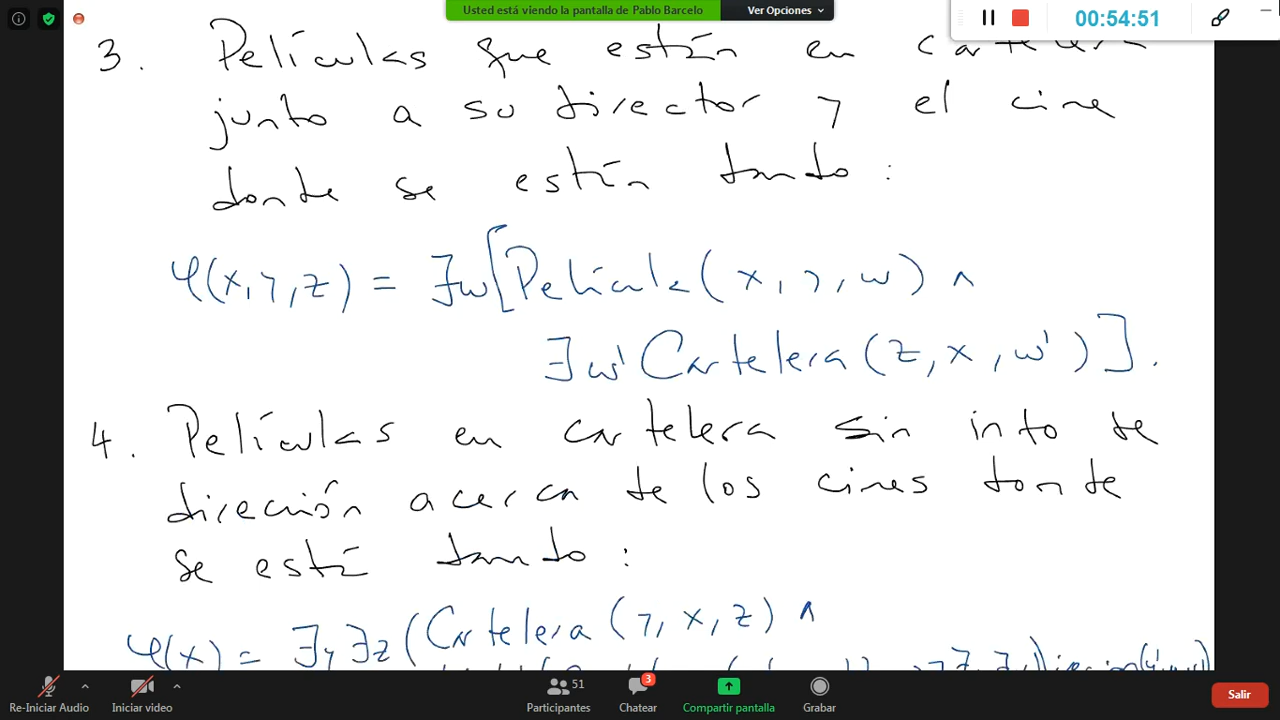 Usted está viendo la pantalla de Pablo Barcelo
Ver Opciones
00:54:51
3. Películas que están en cartelera
junto a su director y el cine
donde se están dando:
φ(x,y,z) = ∃w[Película(x,y,w) ∧
∃w' Cartelera(z,x,w')].
4. Películas en cartelera sin info de
dirección acerca de los cines donde
se está dando:
φ(x) = ∃y∃z(Cartelera(y,x,z) ∧
Re-Iniciar Audio
Iniciar video
51
Participantes
3
Chatear
Compartir pantalla
Grabar
Salir